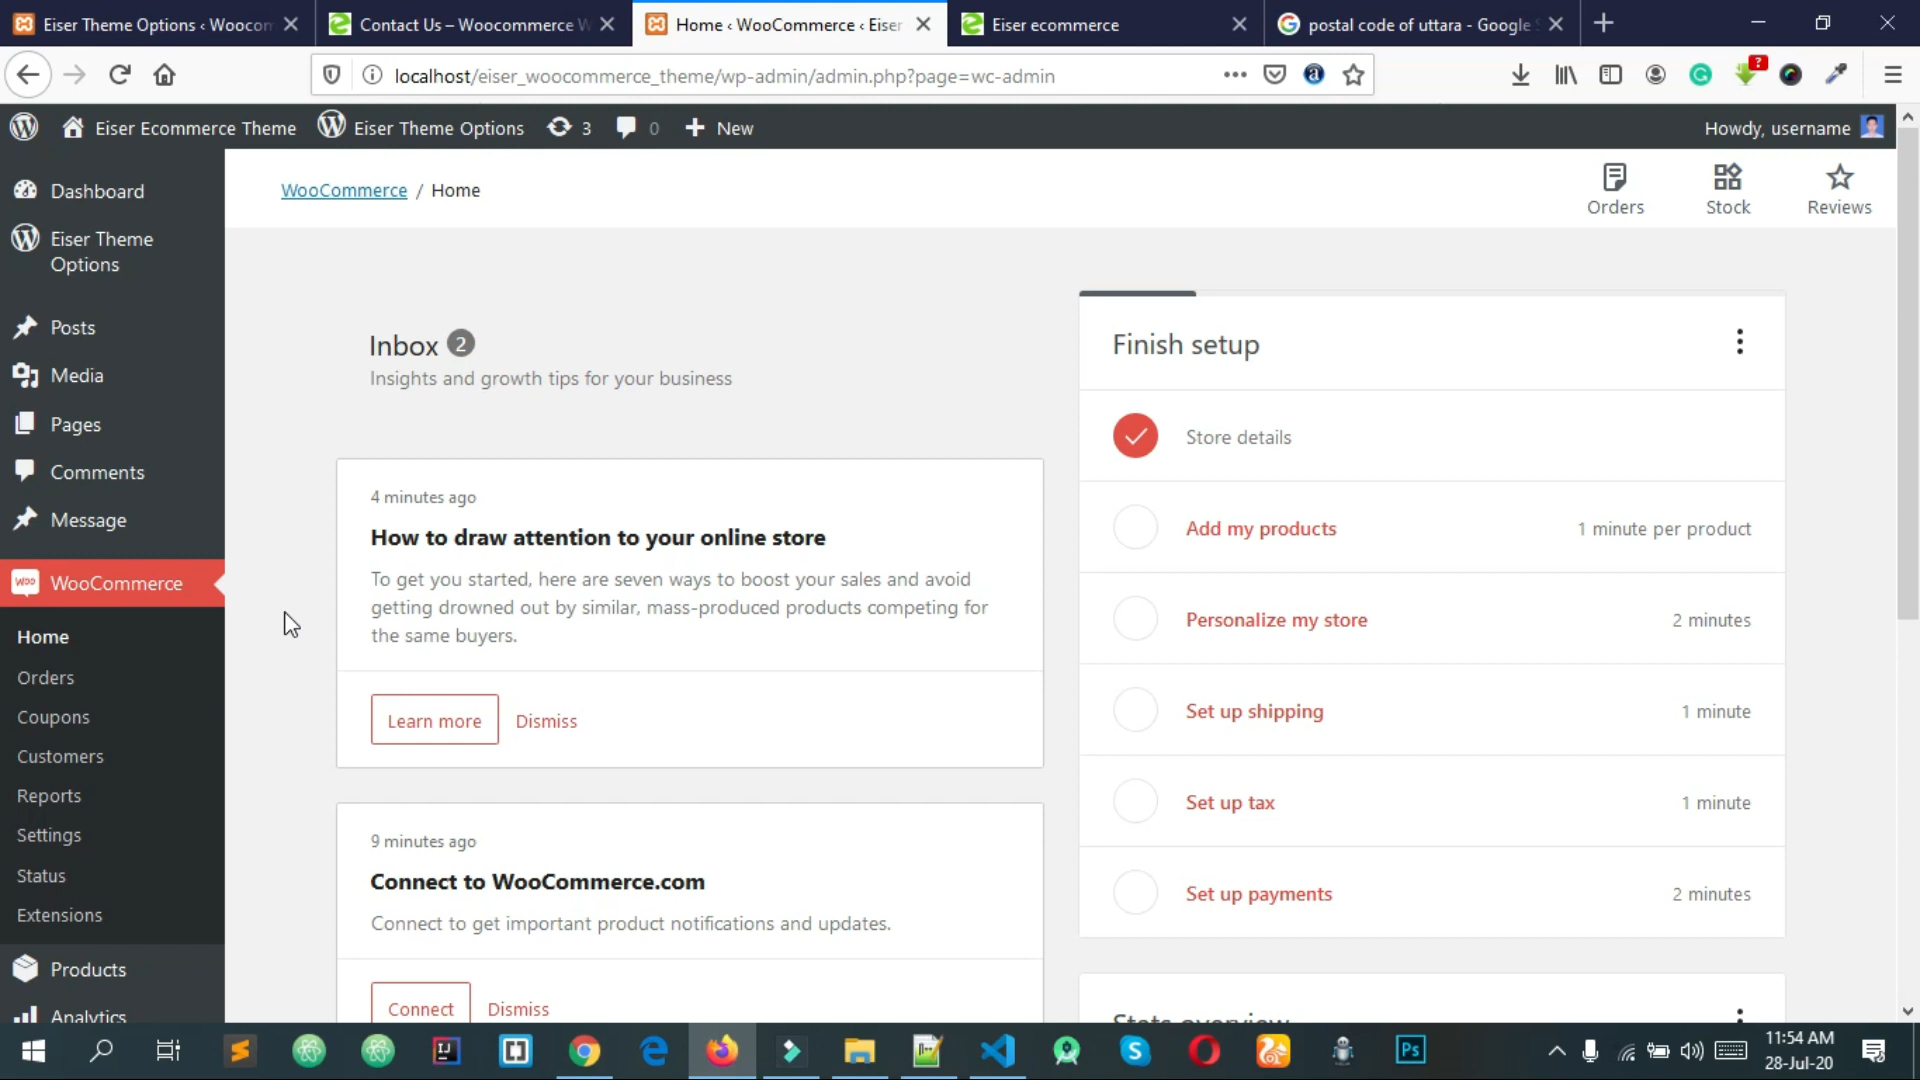 Eiser Theme Options ‹ Woocom
Contact Us – Woocommerce W
Home ‹ WooCommerce ‹ Eiser
Eiser ecommerce
postal code of uttara - Google S
localhost/eiser_woocommerce_theme/wp-admin/admin.php?page=wc-admin
?
Eiser Ecommerce Theme
Eiser Theme Options
3
0
New
Howdy, username
Dashboard
Eiser Theme
Options
Posts
Media
Pages
Comments
Message
WooCommerce
Home
Orders
Coupons
Customers
Reports
Settings
Status
Extensions
Products
Analytics
WooCommerce / Home
Orders
Stock
Reviews
Inbox 2
Insights and growth tips for your business
4 minutes ago
How to draw attention to your online store
To get you started, here are seven ways to boost your sales and avoid
getting drowned out by similar, mass-produced products competing for
the same buyers.
Learn more
Dismiss
9 minutes ago
Connect to WooCommerce.com
Connect to get important product notifications and updates.
Connect
Dismiss
Finish setup
Store details
Add my products
1 minute per product
Personalize my store
2 minutes
Set up shipping
1 minute
Set up tax
1 minute
Set up payments
2 minutes
Stats overview
11:54 AM
28-Jul-20